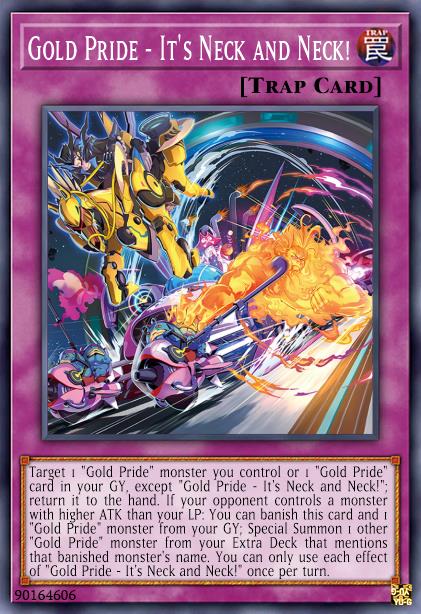 Gold Pride - It's Neck and Neck!
TRAP
罠
[Trap Card]
Target 1 "Gold Pride" monster you control or 1 "Gold Pride"
card in your GY, except "Gold Pride - It's Neck and Neck!";
return it to the hand. If your opponent controls a monster
with higher ATK than your LP: You can banish this card and 1
"Gold Pride" monster from your GY; Special Summon 1 other
"Gold Pride" monster from your Extra Deck that mentions
that banished monster's name. You can only use each effect
of "Gold Pride - It's Neck and Neck!" once per turn.
90164606